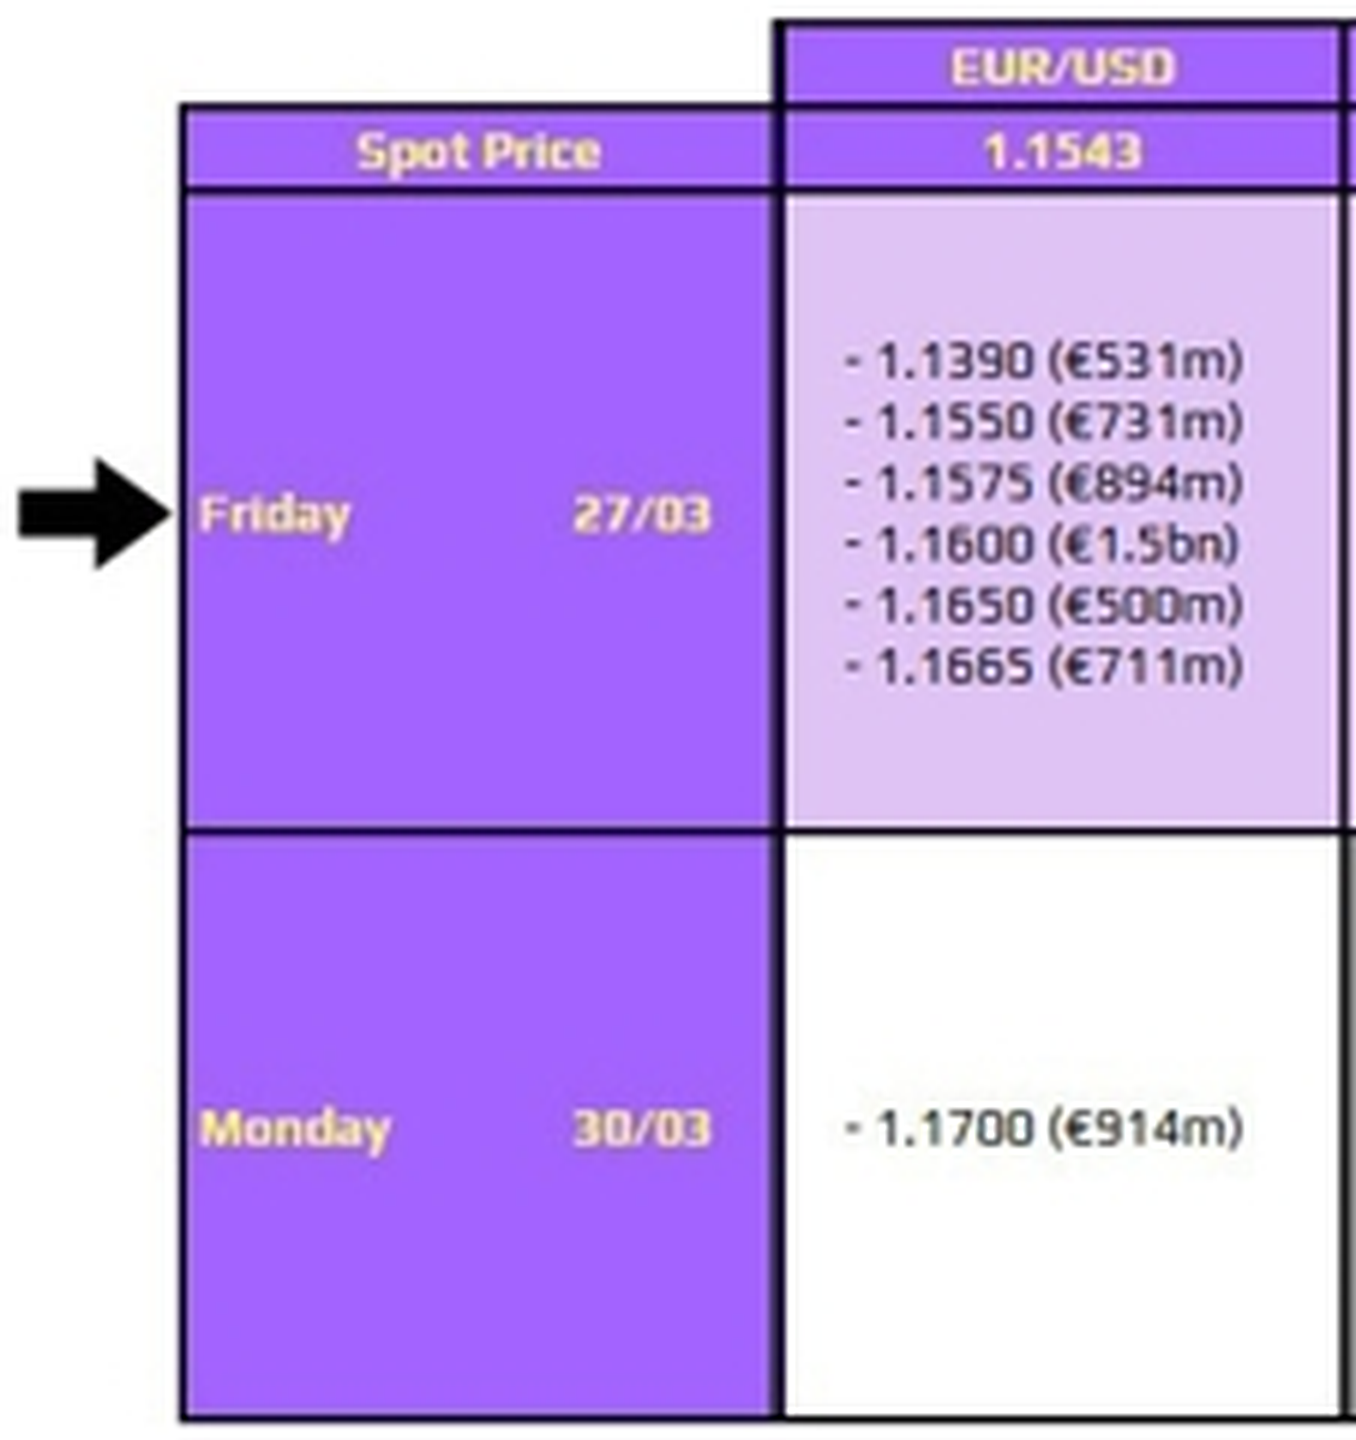 EUR/USD
Spot Price 1.1543
Friday 27/03
- 1.1390 (€531m)
- 1.1550 (€731m)
- 1.1575 (€894m)
- 1.1600 (€1.5bn)
- 1.1650 (€500m)
- 1.1665 (€711m)
Monday 30/03
- 1.1700 (€914m)